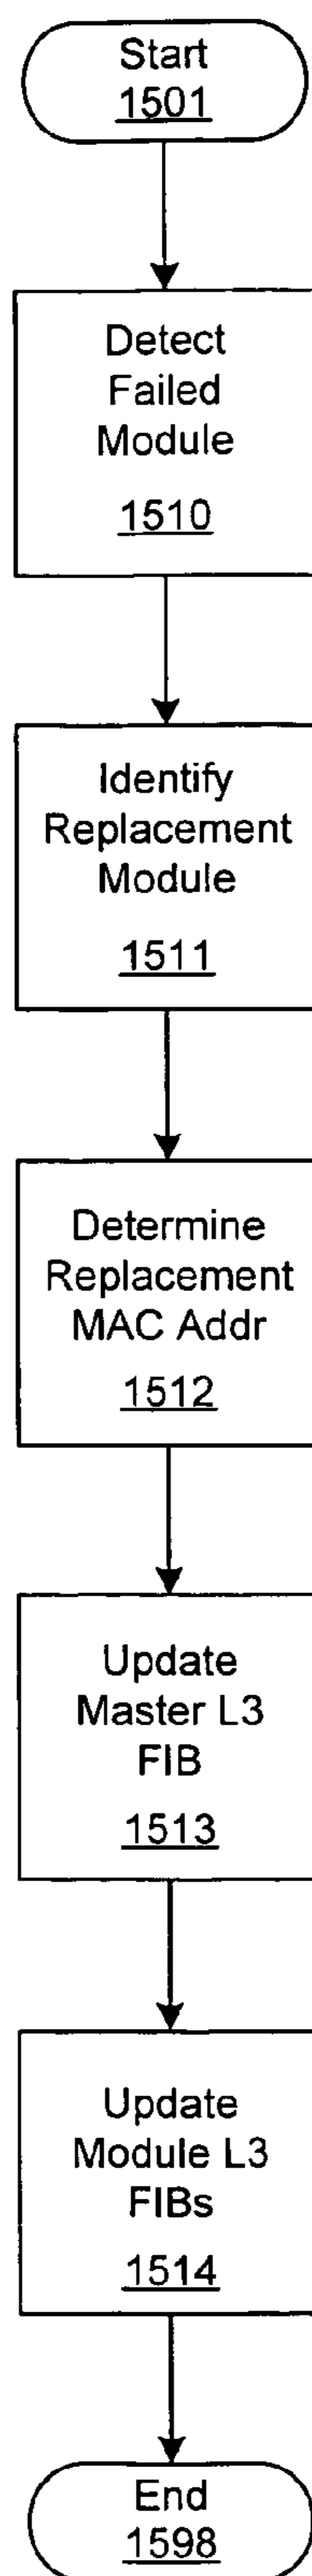 Start
1501
Detect
Failed
Module
1510
Identify
Replacement
Module
1511
Determine
Replacement
MAC Addr
1512
Update
Master L3
FIB
1513
Update
Module L3
FIBs
1514
End
1598